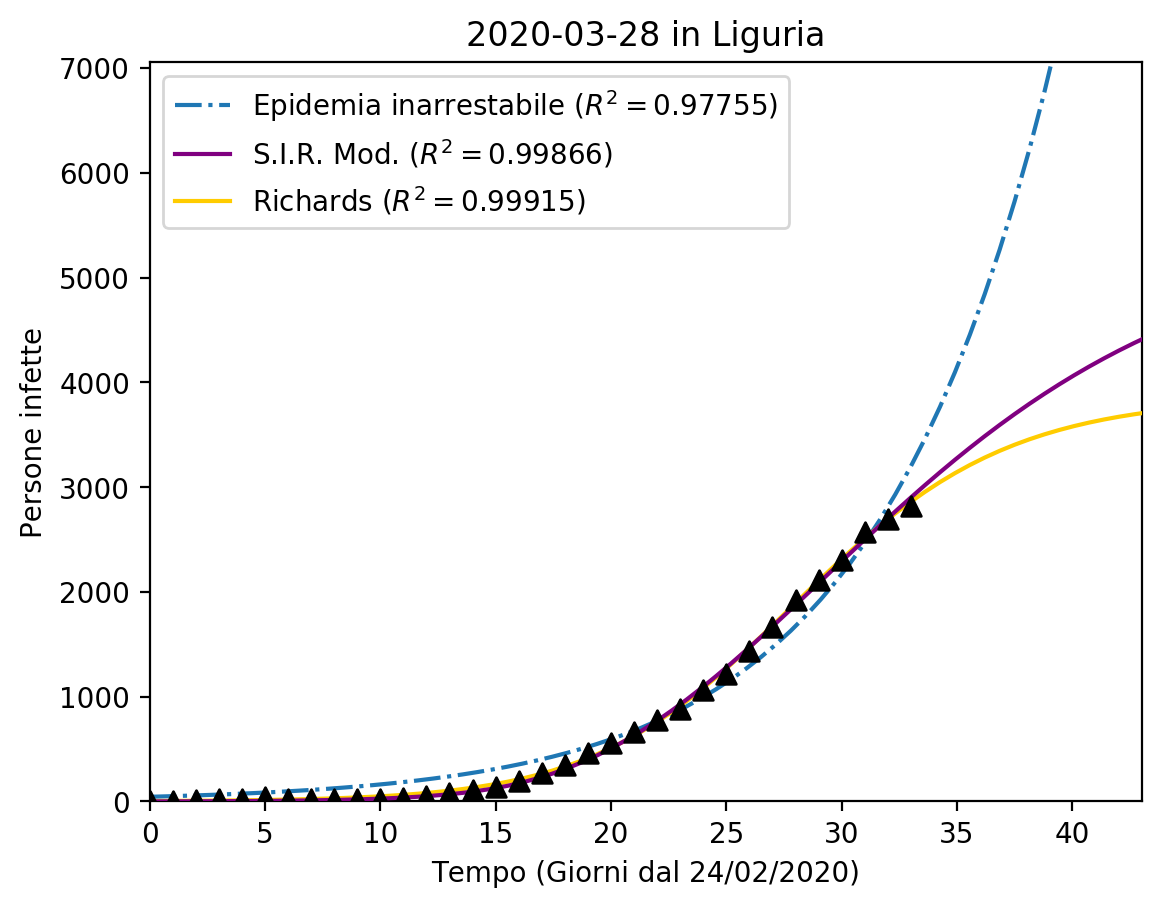 2020-03-28 in Liguria
7000
6000
5000
4000
3000
2000
1000
0
Persone infette
Epidemia inarrestabile (R² = 0.97755)
S.I.R. Mod. (R² = 0.99866)
Richards (R² = 0.99915)
0 5 10 15 20 25 30 35 40
Tempo (Giorni dal 24/02/2020)